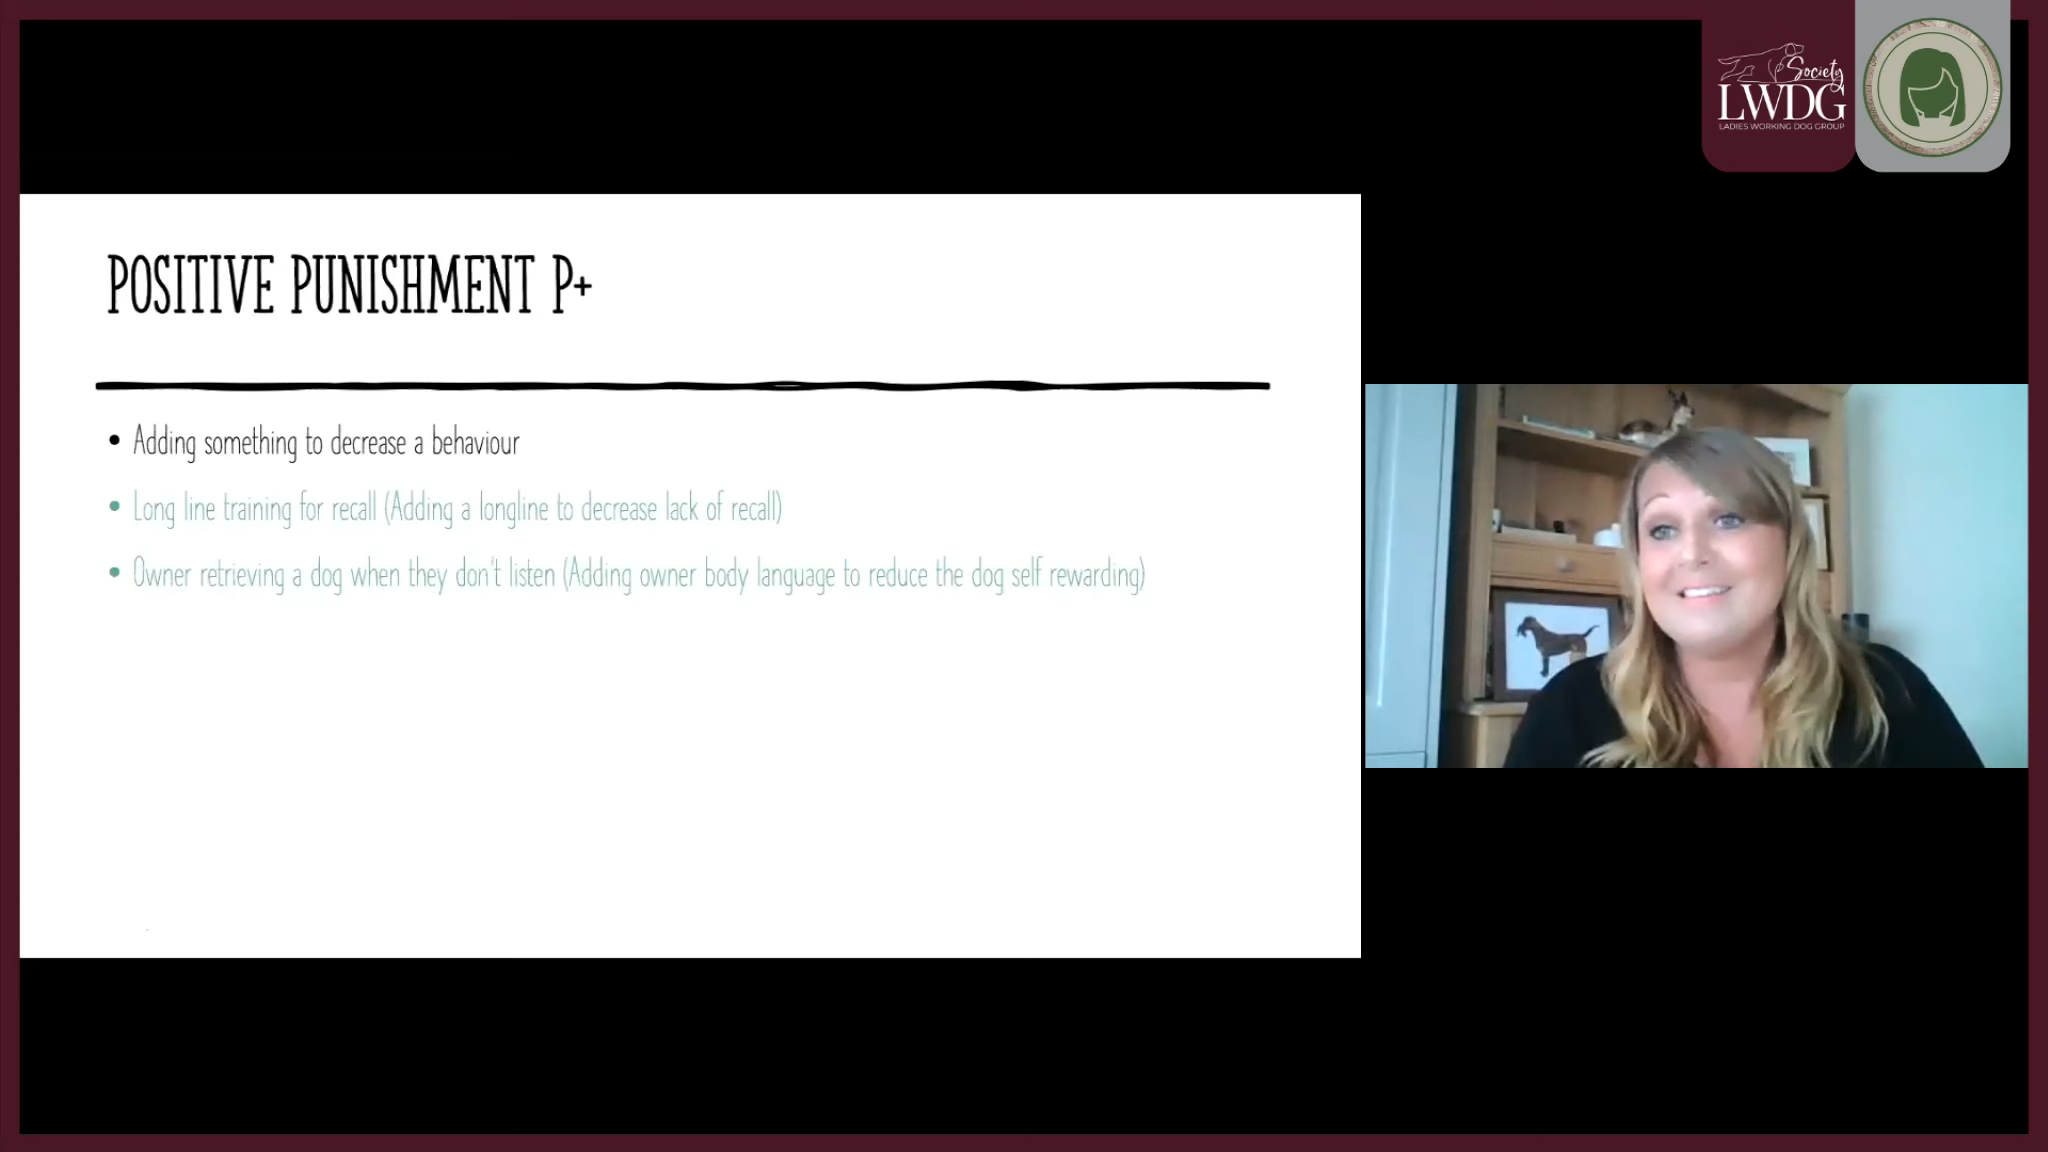 Society
LWDG
LADIES WORKING DOG GROUP
POSITIVE PUNISHMENT P+
• Adding something to decrease a behaviour
• Long line training for recall (Adding a longline to decrease lack of recall)
• Owner retrieving a dog when they don't listen (Adding owner body language to reduce the dog self rewarding)